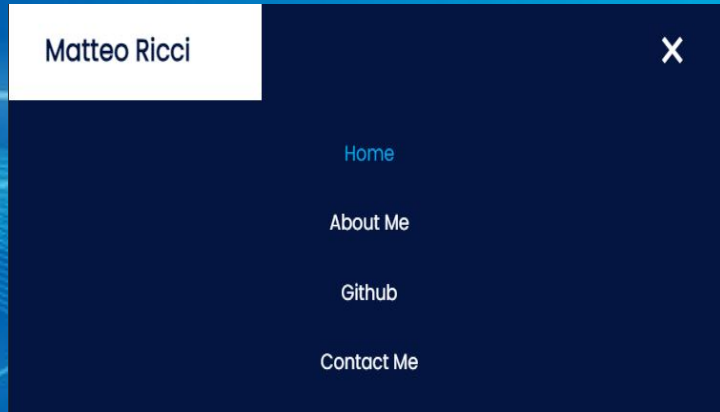 Matteo Ricci
X
Home
About Me
Github
Contact Me